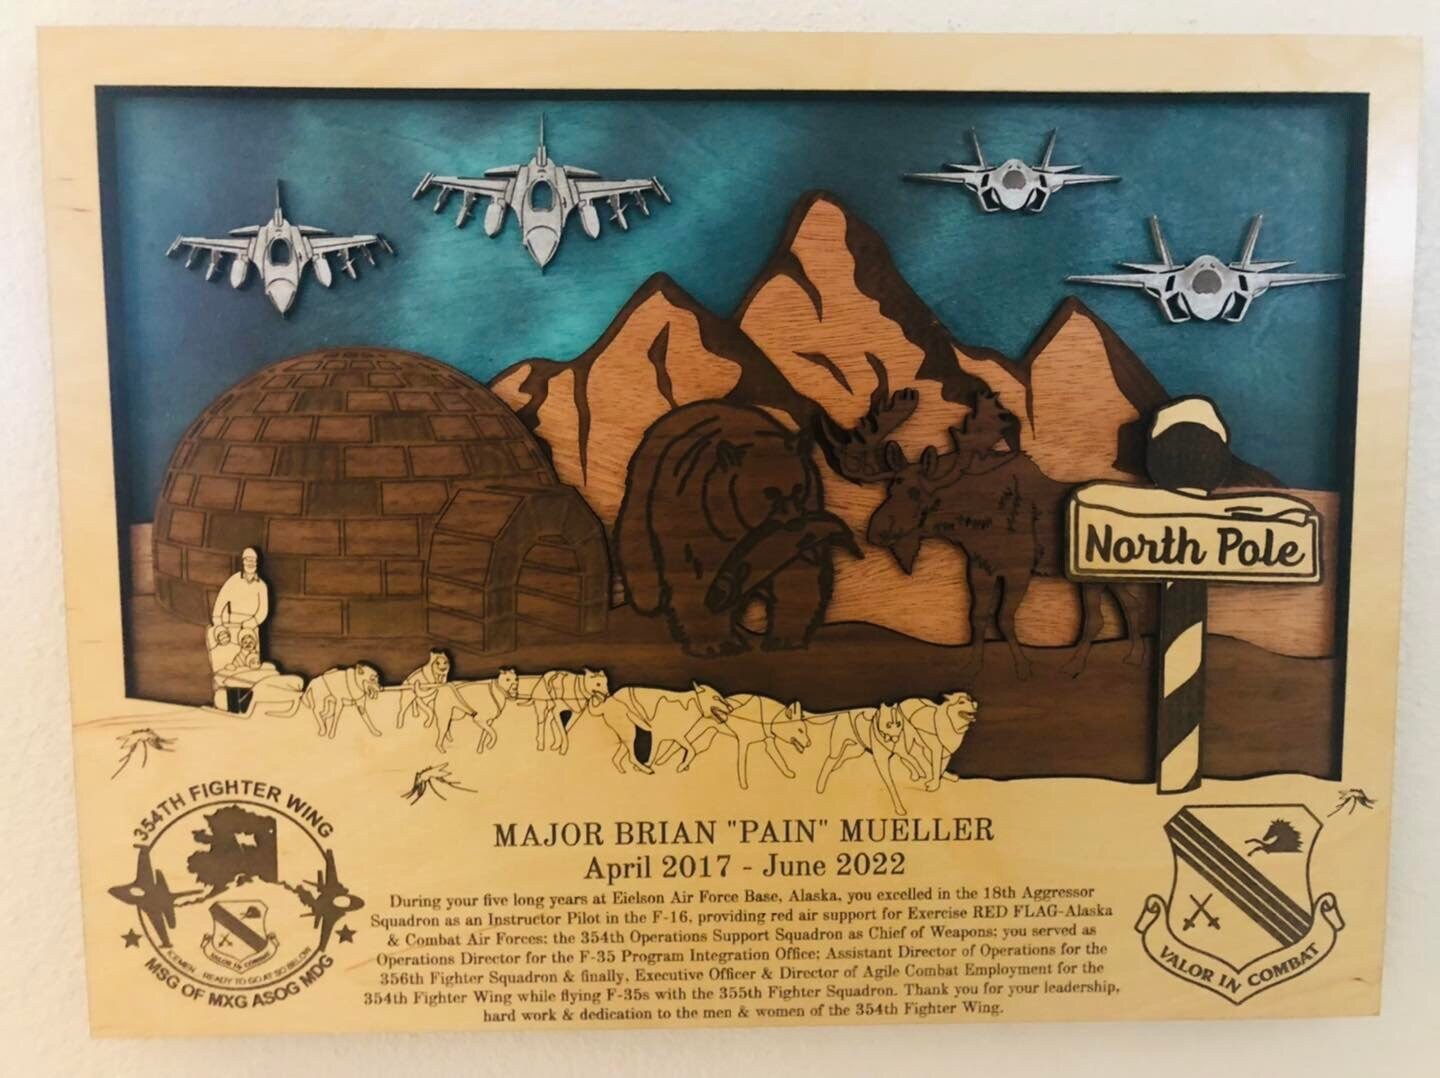 North Pole
354TH FIGHTER WING
ICEMEN READY TO GO AT 50 BELOW
VALOR IN COMBAT
MSG OG MXG ASOG MDG
MAJOR BRIAN "PAIN" MUELLER
April 2017 - June 2022
During your five long years at Eielson Air Force Base, Alaska, you excelled in the 18th Aggressor
Squadron as an Instructor Pilot in the F-16, providing red air support for Exercise RED FLAG-Alaska
& Combat Air Forces; the 354th Operations Support Squadron as Chief of Weapons; you served as
Operations Director for the F-35 Program Integration Office; Assistant Director of Operations for the
356th Fighter Squadron & finally, Executive Officer & Director of Agile Combat Employment for the
354th Fighter Wing while flying F-35s with the 355th Fighter Squadron. Thank you for your leadership,
hard work & dedication to the men & women of the 354th Fighter Wing.
VALOR IN COMBAT